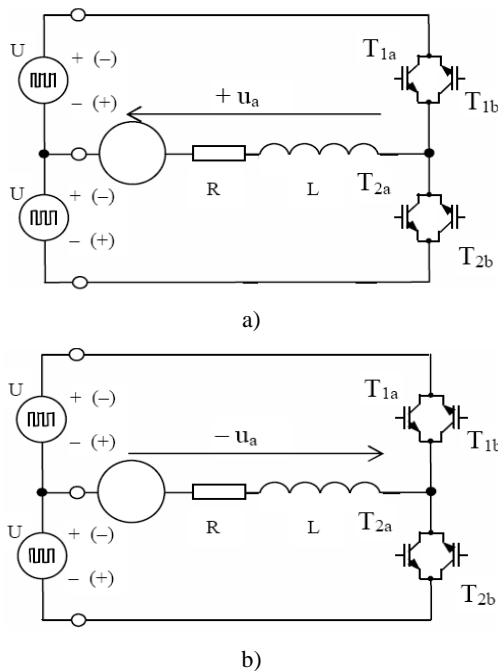 U
+ (–)
– (+)
T1a
T1b
+ ua
R
L
T2a
U
+ (–)
– (+)
T2b
a)
U
+ (–)
– (+)
T1a
T1b
– ua
R
L
T2a
U
+ (–)
– (+)
T2b
b)